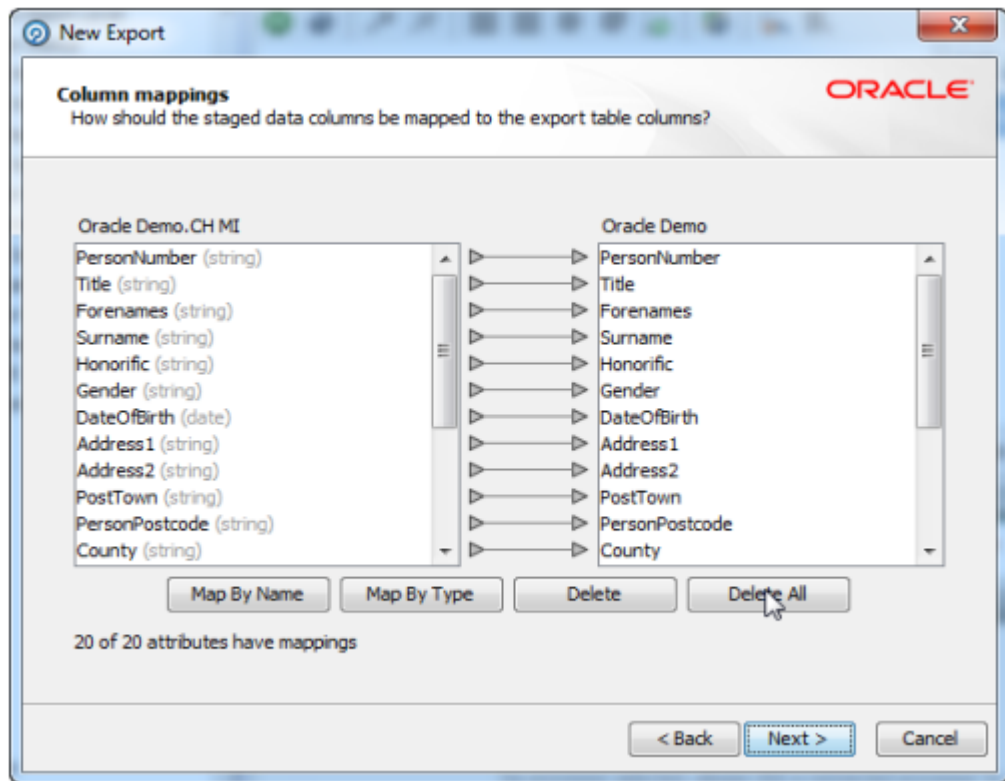 New Export
Column mappings
ORACLE
How should the staged data columns be mapped to the export table columns?
Oracle Demo.CH MI
Oracle Demo
PersonNumber (string)
PersonNumber
Title (string)
Title
Forenames (string)
Forenames
Surname (string)
Surname
Honorific (string)
Honorific
Gender (string)
Gender
DateOfBirth (date)
DateOfBirth
Address1 (string)
Address1
Address2 (string)
Address2
PostTown (string)
PostTown
PersonPostcode (string)
PersonPostcode
County (string)
County
Map By Name
Map By Type
Delete
Delete All
20 of 20 attributes have mappings
< Back
Next >
Cancel